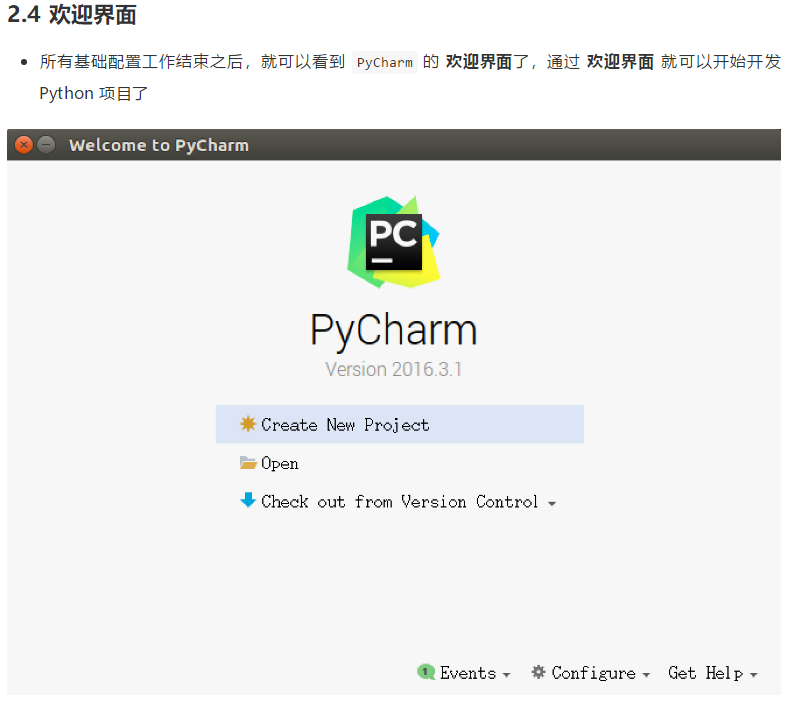 2.4 欢迎界面
所有基础配置工作结束之后，就可以看到 PyCharm 的 欢迎界面了，通过 欢迎界面 就可以开始开发
Python 项目了
Welcome to PyCharm
PC
PyCharm
Version 2016.3.1
Create New Project
Open
Check out from Version Control
1 Events Configure Get Help